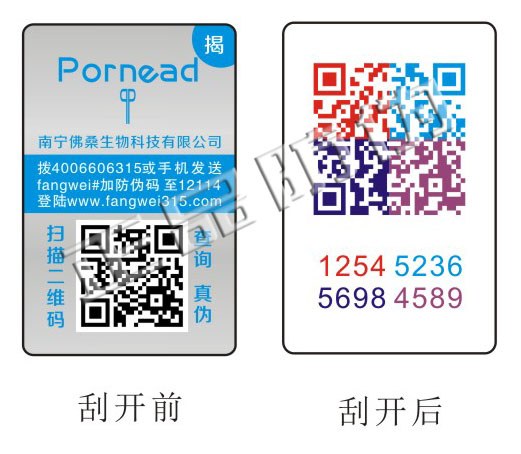 揭
Pornead
南宁佛桑生物科技有限公司
拨4006606315或手机发送
fangwei#加防伪码 至12114
登陆www.fangwei315.com
扫描二维码
查询 真伪
1254 5236
5698 4589
刮开前
刮开后